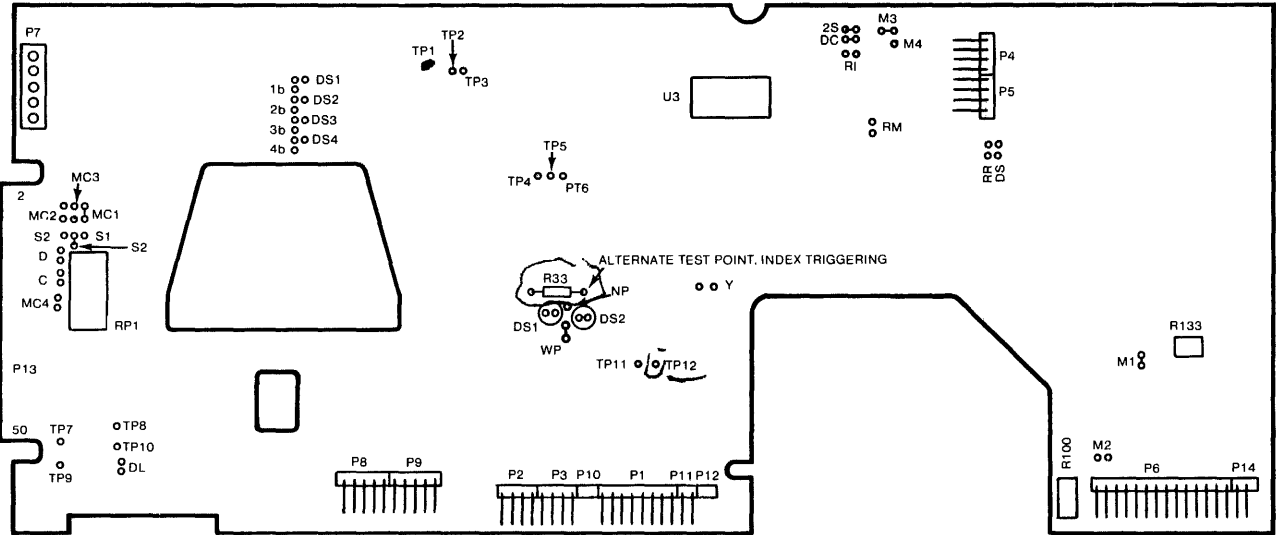 P7
TP1
TP2
TP3
2S
M3
DC
M4
RI
P4
P5
DS1
1b
DS2
2b
DS3
3b
DS4
4b
U3
RM
RR
DS
TP5
TP4
PT6
2
MC3
MC2
MC1
S2
S1
S2
D
C
MC4
RP1
ALTERNATE TEST POINT, INDEX TRIGGERING
R33
NP
Y
DS1
DS2
WP
TP11
TP12
R133
M1
P13
50
TP7
TP8
TP10
TP9
DL
P8
P9
P2
P3
P10
P1
P11
P12
R100
M2
P6
P14